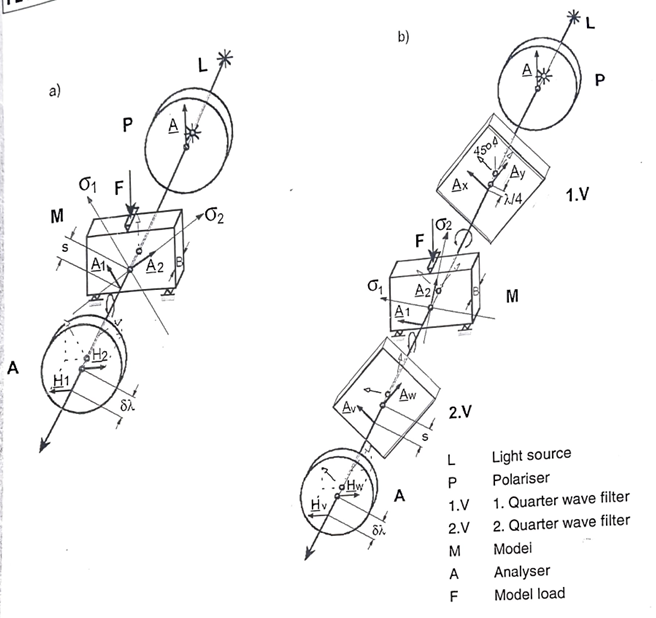 a)
L
P
A
σ1
F
σ2
M
s
A1
A2
B
A
H2
H1
δλ
b)
L
A
P
45°
Ax
Ay
λ/4
1.V
F
σ2
σ1
A2
B
M
A1
Av
Aw
s
2.V
Hw
Hv
A
δλ
L Light source
P Polariser
1.V 1. Quarter wave filter
2.V 2. Quarter wave filter
M Model
A Analyser
F Model load